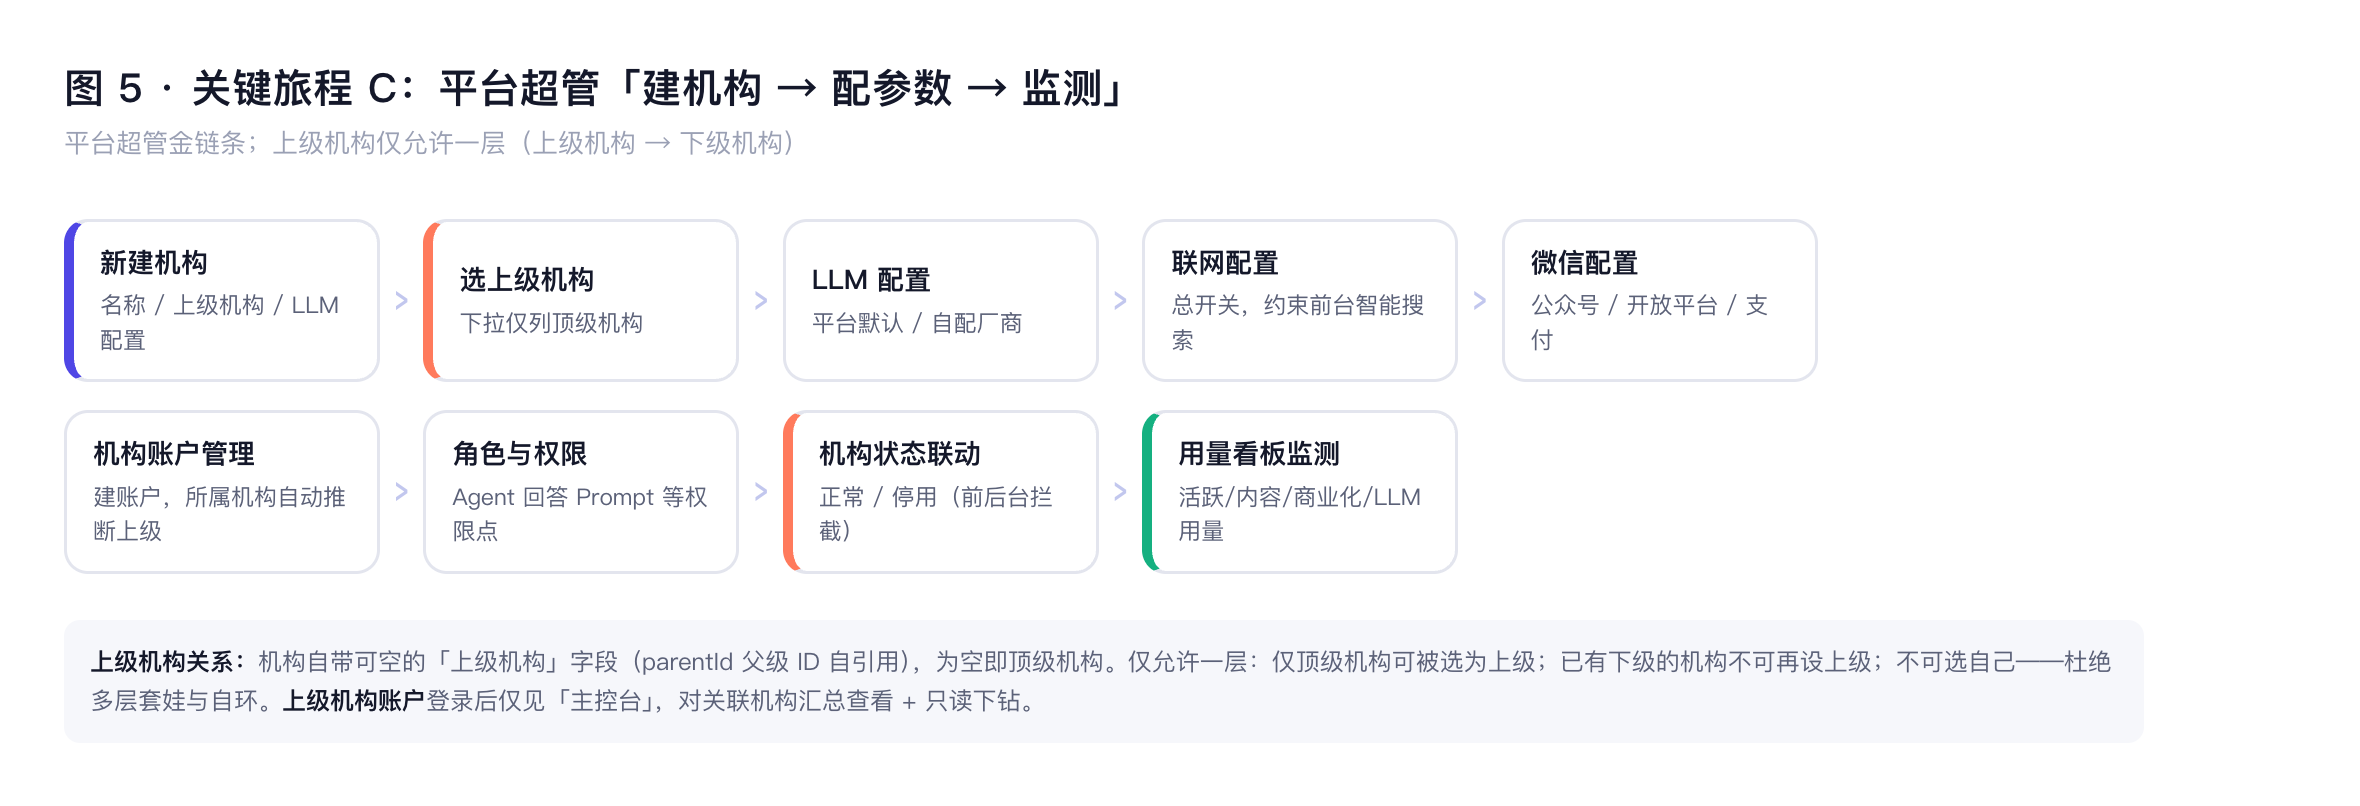 图 5 · 关键旅程 C：平台超管「建机构 → 配参数 → 监测」
平台超管金链条；上级机构仅允许一层（上级机构 → 下级机构）
新建机构
名称 / 上级机构 / LLM
配置
选上级机构
下拉仅列顶级机构
LLM 配置
平台默认 / 自配厂商
联网配置
总开关，约束前台智能搜
索
微信配置
公众号 / 开放平台 / 支
付
机构账户管理
建账户，所属机构自动推
断上级
角色与权限
Agent 回答 Prompt 等权
限点
机构状态联动
正常 / 停用（前后台拦
截）
用量看板监测
活跃/内容/商业化/LLM
用量
上级机构关系：机构自带可空的「上级机构」字段（parentId 父级 ID 自引用），为空即顶级机构。仅允许一层：仅顶级机构可被选为上级；已有下级的机构不可再设上级；不可选自己——杜绝
多层套娃与自环。上级机构账户登录后仅见「主控台」，对关联机构汇总查看 + 只读下钻。